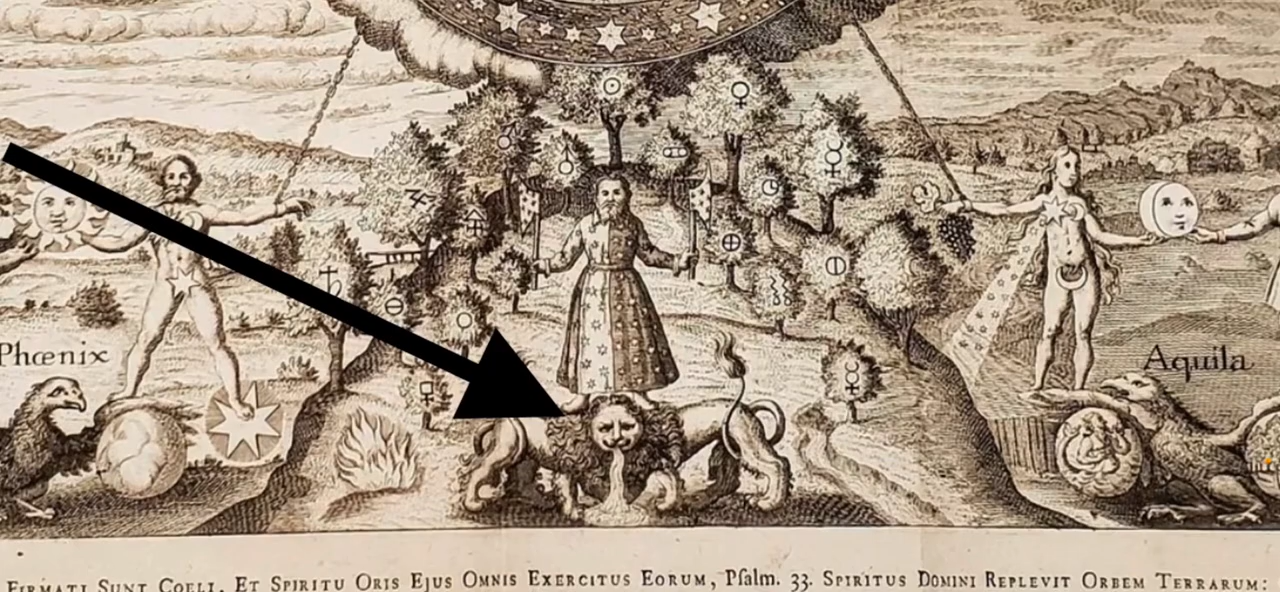 Phœnix
Aquila
FIRMATI SUNT COELI, ET SPIRITU ORIS EJUS OMNIS EXERCITUS EORUM, Psalm. 33. SPIRITUS DOMINI REPLEVIT ORBEM TERRARUM: